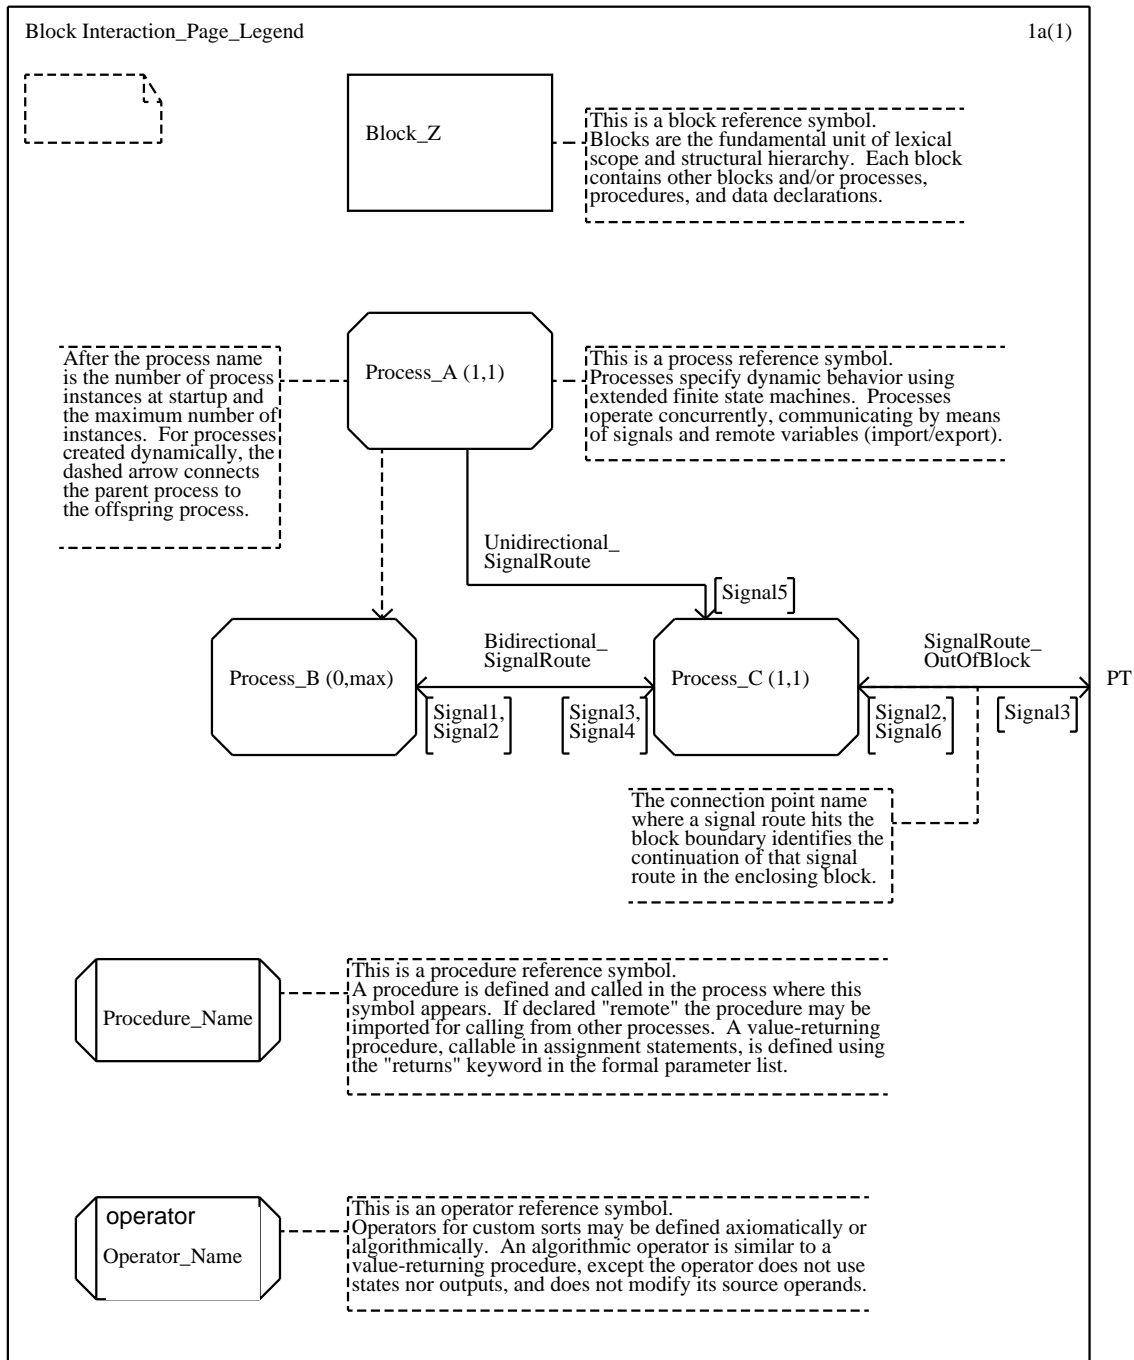 Block Interaction_Page_Legend
1a(1)
Block_Z
This is a block reference symbol.
Blocks are the fundamental unit of lexical
scope and structural hierarchy.  Each block
contains other blocks and/or processes,
procedures, and data declarations.
After the process name
is the number of process
instances at startup and
the maximum number of
instances.  For processes
created dynamically, the
dashed arrow connects
the parent process to
the offspring process.
Process_A (1,1)
This is a process reference symbol.
Processes specify dynamic behavior using
extended finite state machines.  Processes
operate concurrently, communicating by means
of signals and remote variables (import/export).
Unidirectional_
SignalRoute
[Signal5]
Process_B (0,max)
Bidirectional_
SignalRoute
Process_C (1,1)
SignalRoute_
OutOfBlock
PT
[Signal1,
Signal2]
[Signal3,
Signal4]
[Signal2,
Signal6]
[Signal3]
The connection point name
where a signal route hits the
block boundary identifies the
continuation of that signal
route in the enclosing block.
Procedure_Name
This is a procedure reference symbol.
A procedure is defined and called in the process where this
symbol appears.  If declared "remote" the procedure may be
imported for calling from other processes.  A value-returning
procedure, callable in assignment statements, is defined using
the "returns" keyword in the formal parameter list.
operator
Operator_Name
This is an operator reference symbol.
Operators for custom sorts may be defined axiomatically or
algorithmically.  An algorithmic operator is similar to a
value-returning procedure, except the operator does not use
states nor outputs, and does not modify its source operands.